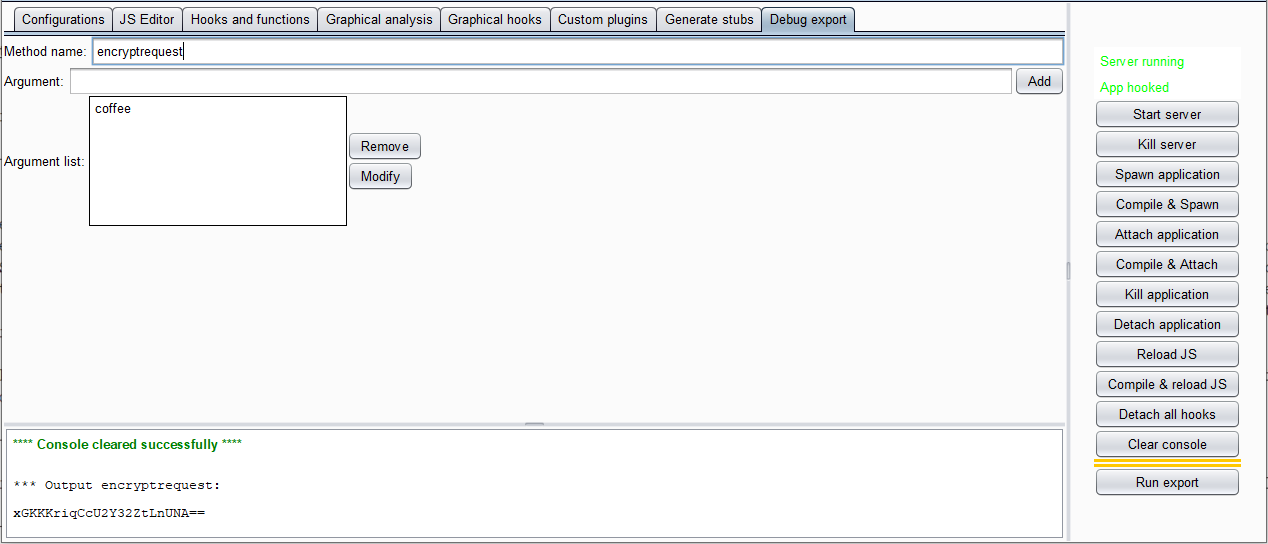 Configurations JS Editor Hooks and functions Graphical analysis Graphical hooks Custom plugins Generate stubs Debug export
Method name: encryptrequest
Argument: Add
Argument list: coffee
Remove
Modify
Server running
App hooked
Start server
Kill server
Spawn application
Compile & Spawn
Attach application
Compile & Attach
Kill application
Detach application
Reload JS
Compile & reload JS
Detach all hooks
Clear console
Run export
**** Console cleared successfully ****
*** Output encryptrequest:
xGKKKriqCcU2Y32ZtLnUNA==